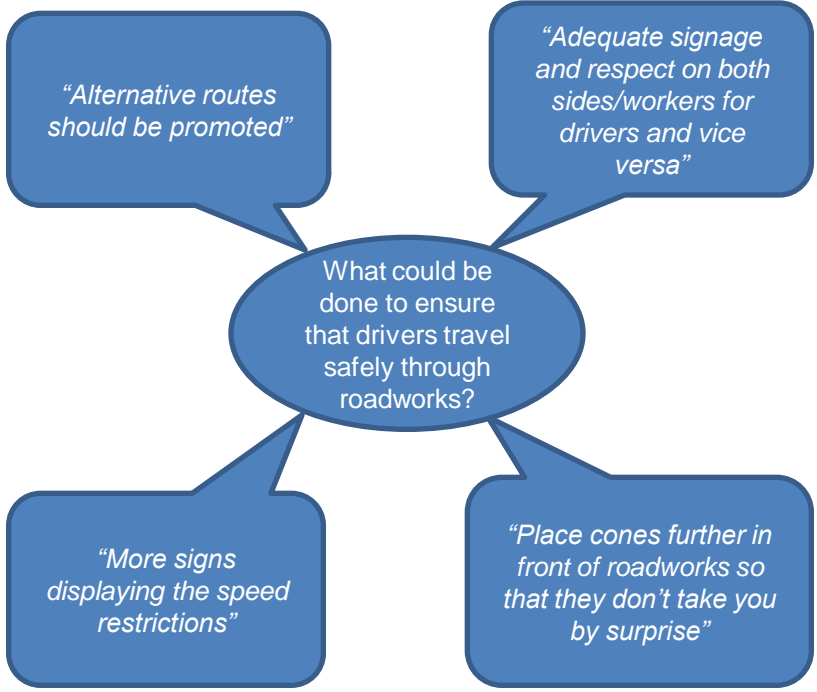 “Alternative routes
should be promoted”
“Adequate signage
and respect on both
sides/workers for
drivers and vice
versa”
What could be
done to ensure
that drivers travel
safely through
roadworks?
“More signs
displaying the speed
restrictions”
“Place cones further in
front of roadworks so
that they don’t take you
by surprise”